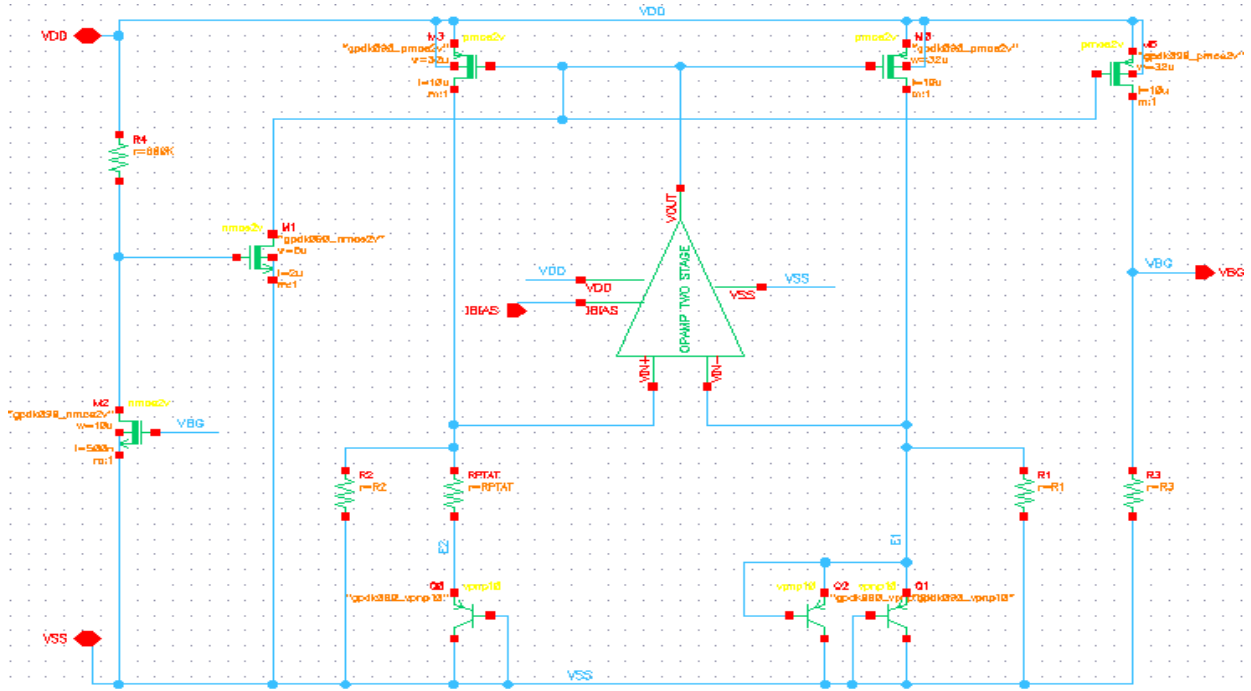 VDD
VDD
M3
pmos2v
"gpdk090_pmos2v"
w=32u
l=10u
m:1
pmos2v
"gpdk090_pmos2v"
w=32u
l=10u
m:1
pmos2v
M5
"gpdk090_pmos2v"
w=32u
l=10u
m:1
R4
nmos2v
M1
"gpdk090_nmos2v"
l=2u
m:1
VOUT
OPAMP TWO STAGE
VDD
VDD
IBIAS
IBIAS
VSS
VSS
VIN+
VIN-
VBG
VBG
M2
nmos2v
"gpdk090_nmos2v"
w=10u
l=500n
m:1
VBG
R2
r=R2
RPTAT
r=RPTAT
R1
r=R1
R3
r=R3
E2
E1
vpnp10
"gpdk090_vpnp10"
vpnp10
Q2
vpnp10
Q1
"gpdk090_vpnp10"
VSS
VSS